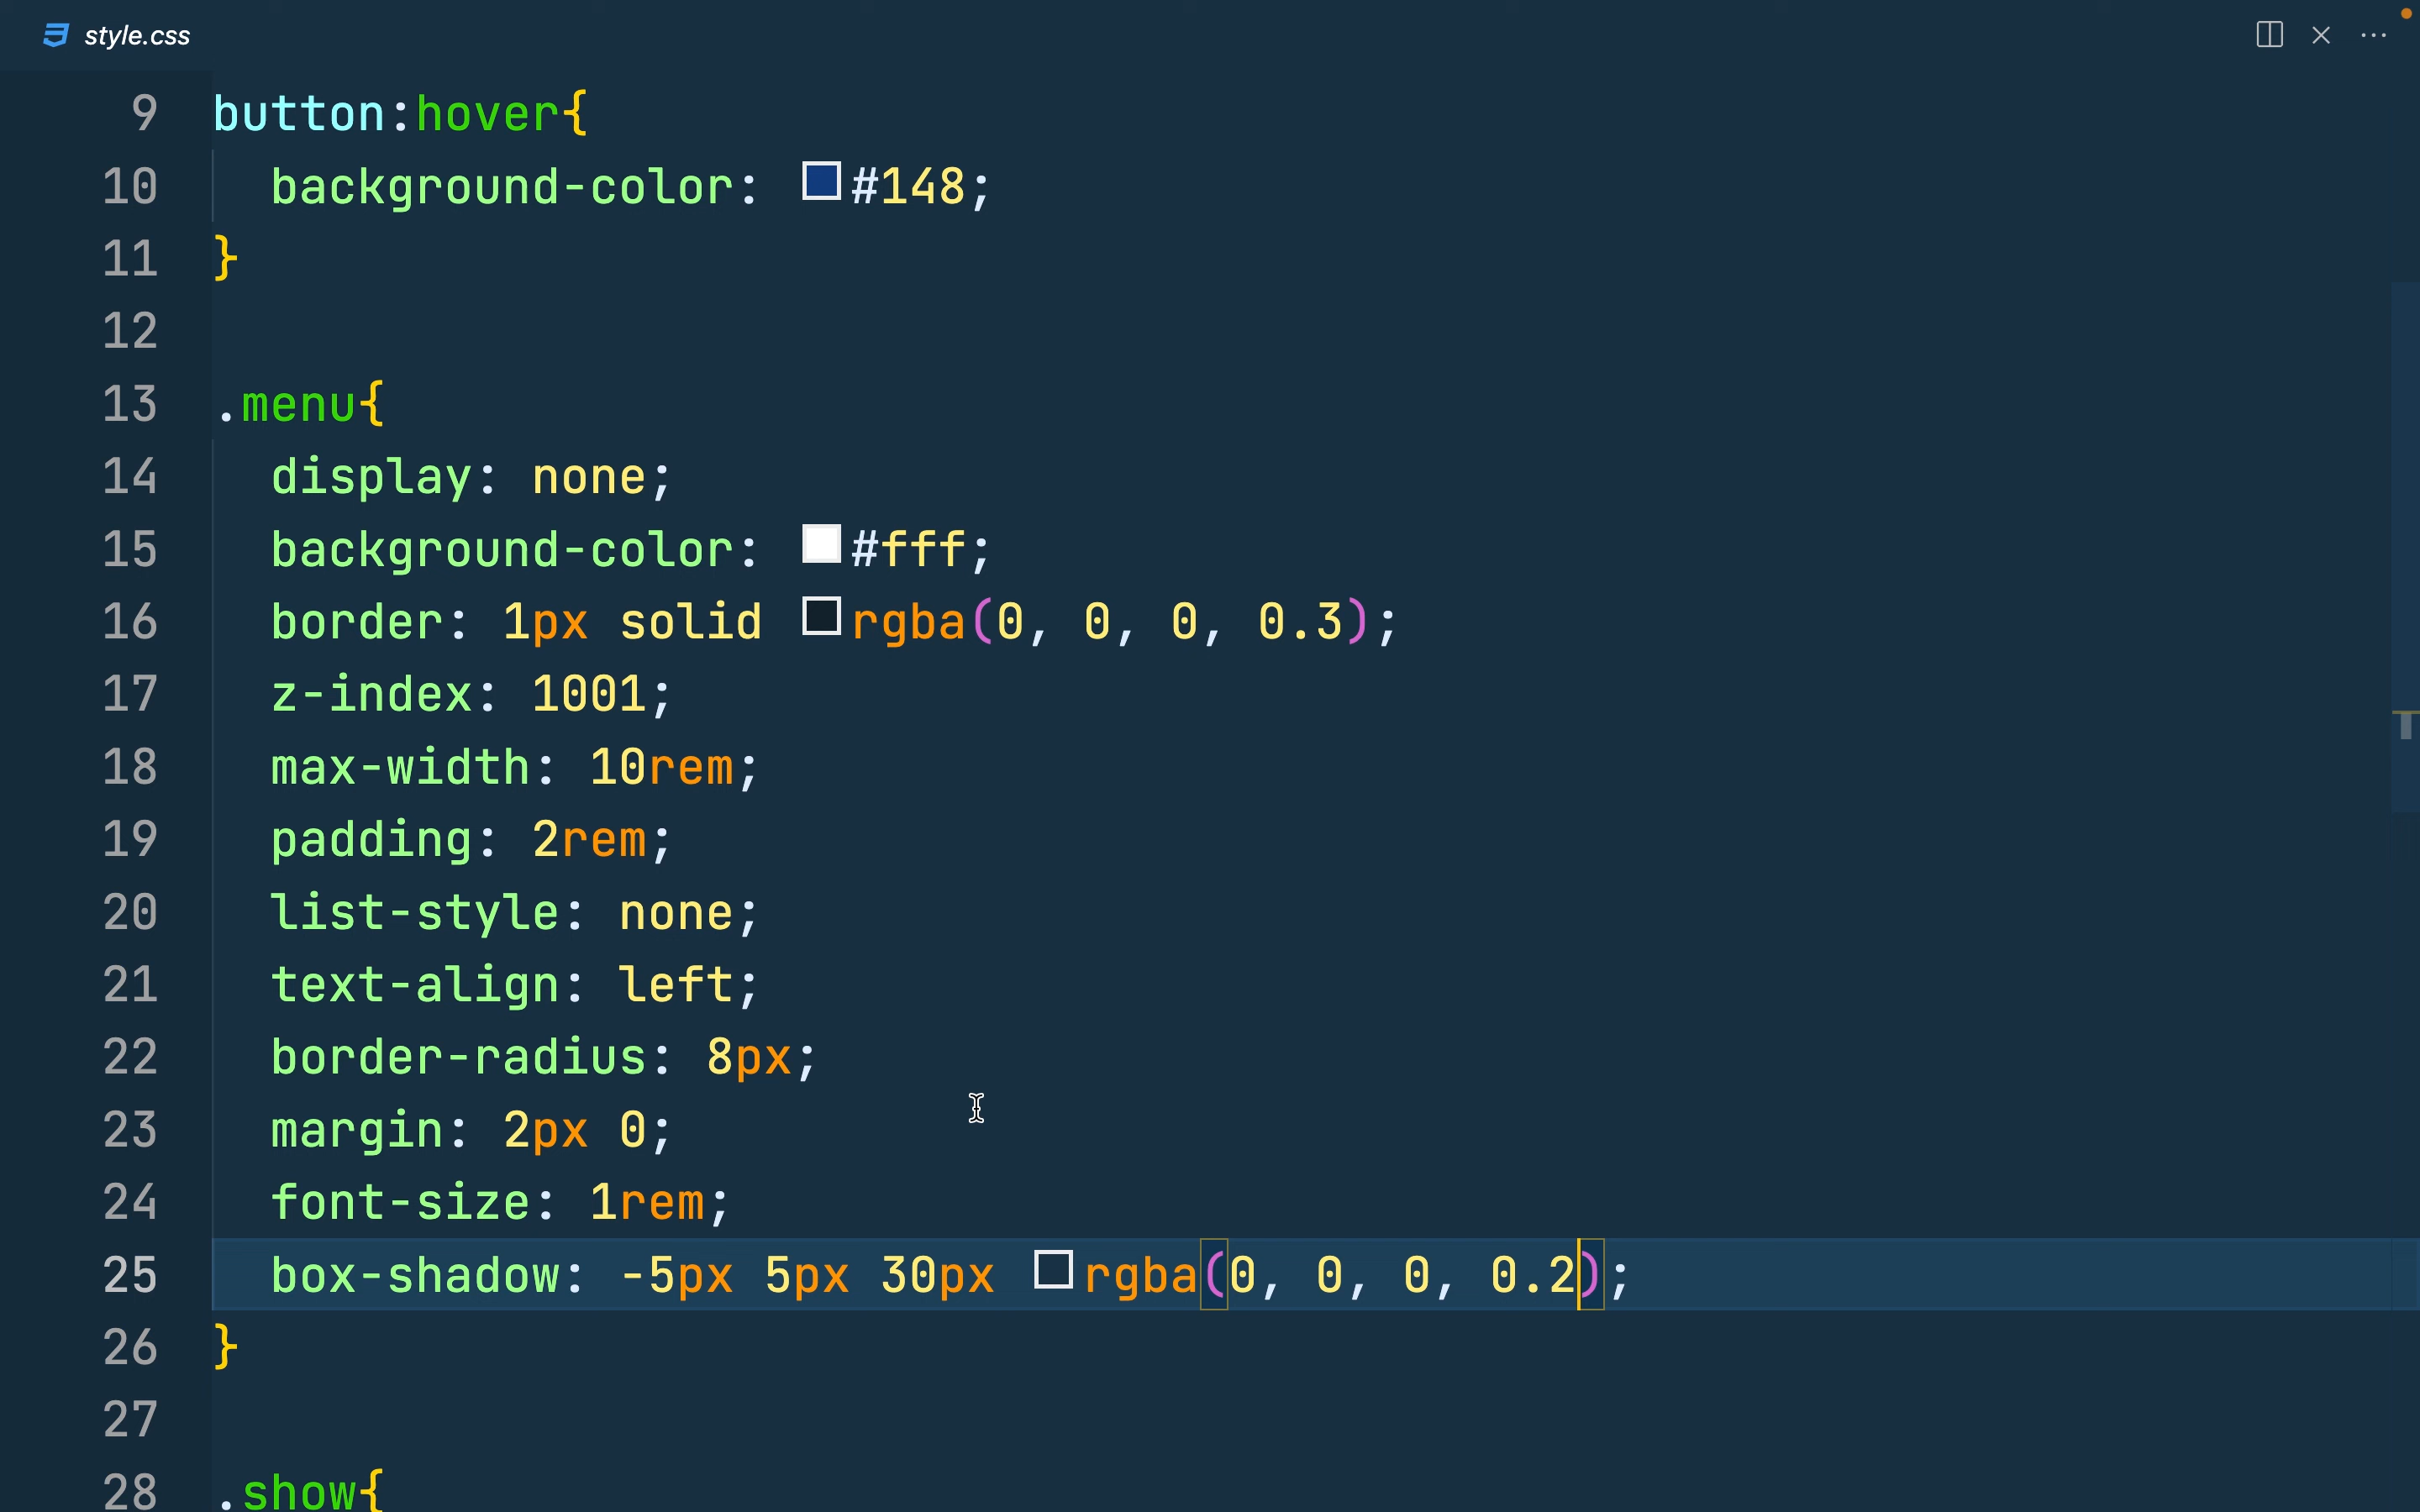 style.css
9 button:hover{
10 background-color: #148;
11 }
12
13 .menu{
14 display: none;
15 background-color: #fff;
16 border: 1px solid rgba(0, 0, 0, 0.3);
17 z-index: 1001;
18 max-width: 10rem;
19 padding: 2rem;
20 list-style: none;
21 text-align: left;
22 border-radius: 8px;
23 margin: 2px 0;
24 font-size: 1rem;
25 box-shadow: -5px 5px 30px rgba(0, 0, 0, 0.2);
26 }
27
28 .show{